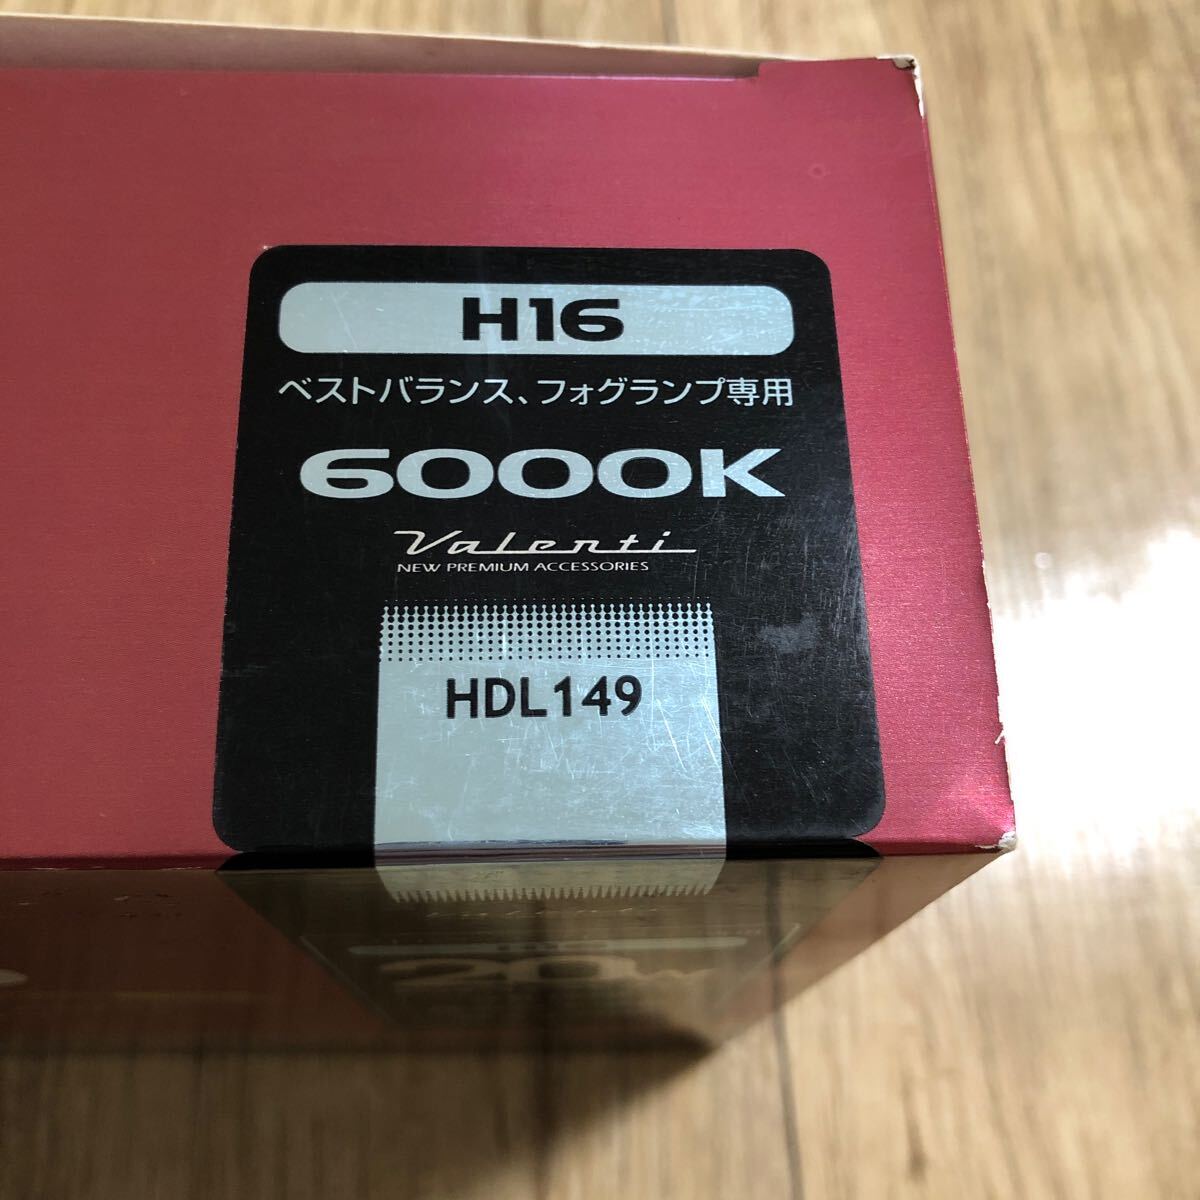 H16
ベストバランス、フォグランプ専用
6000K
Valenti
NEW PREMIUM ACCESSORIES
HDL149
20W